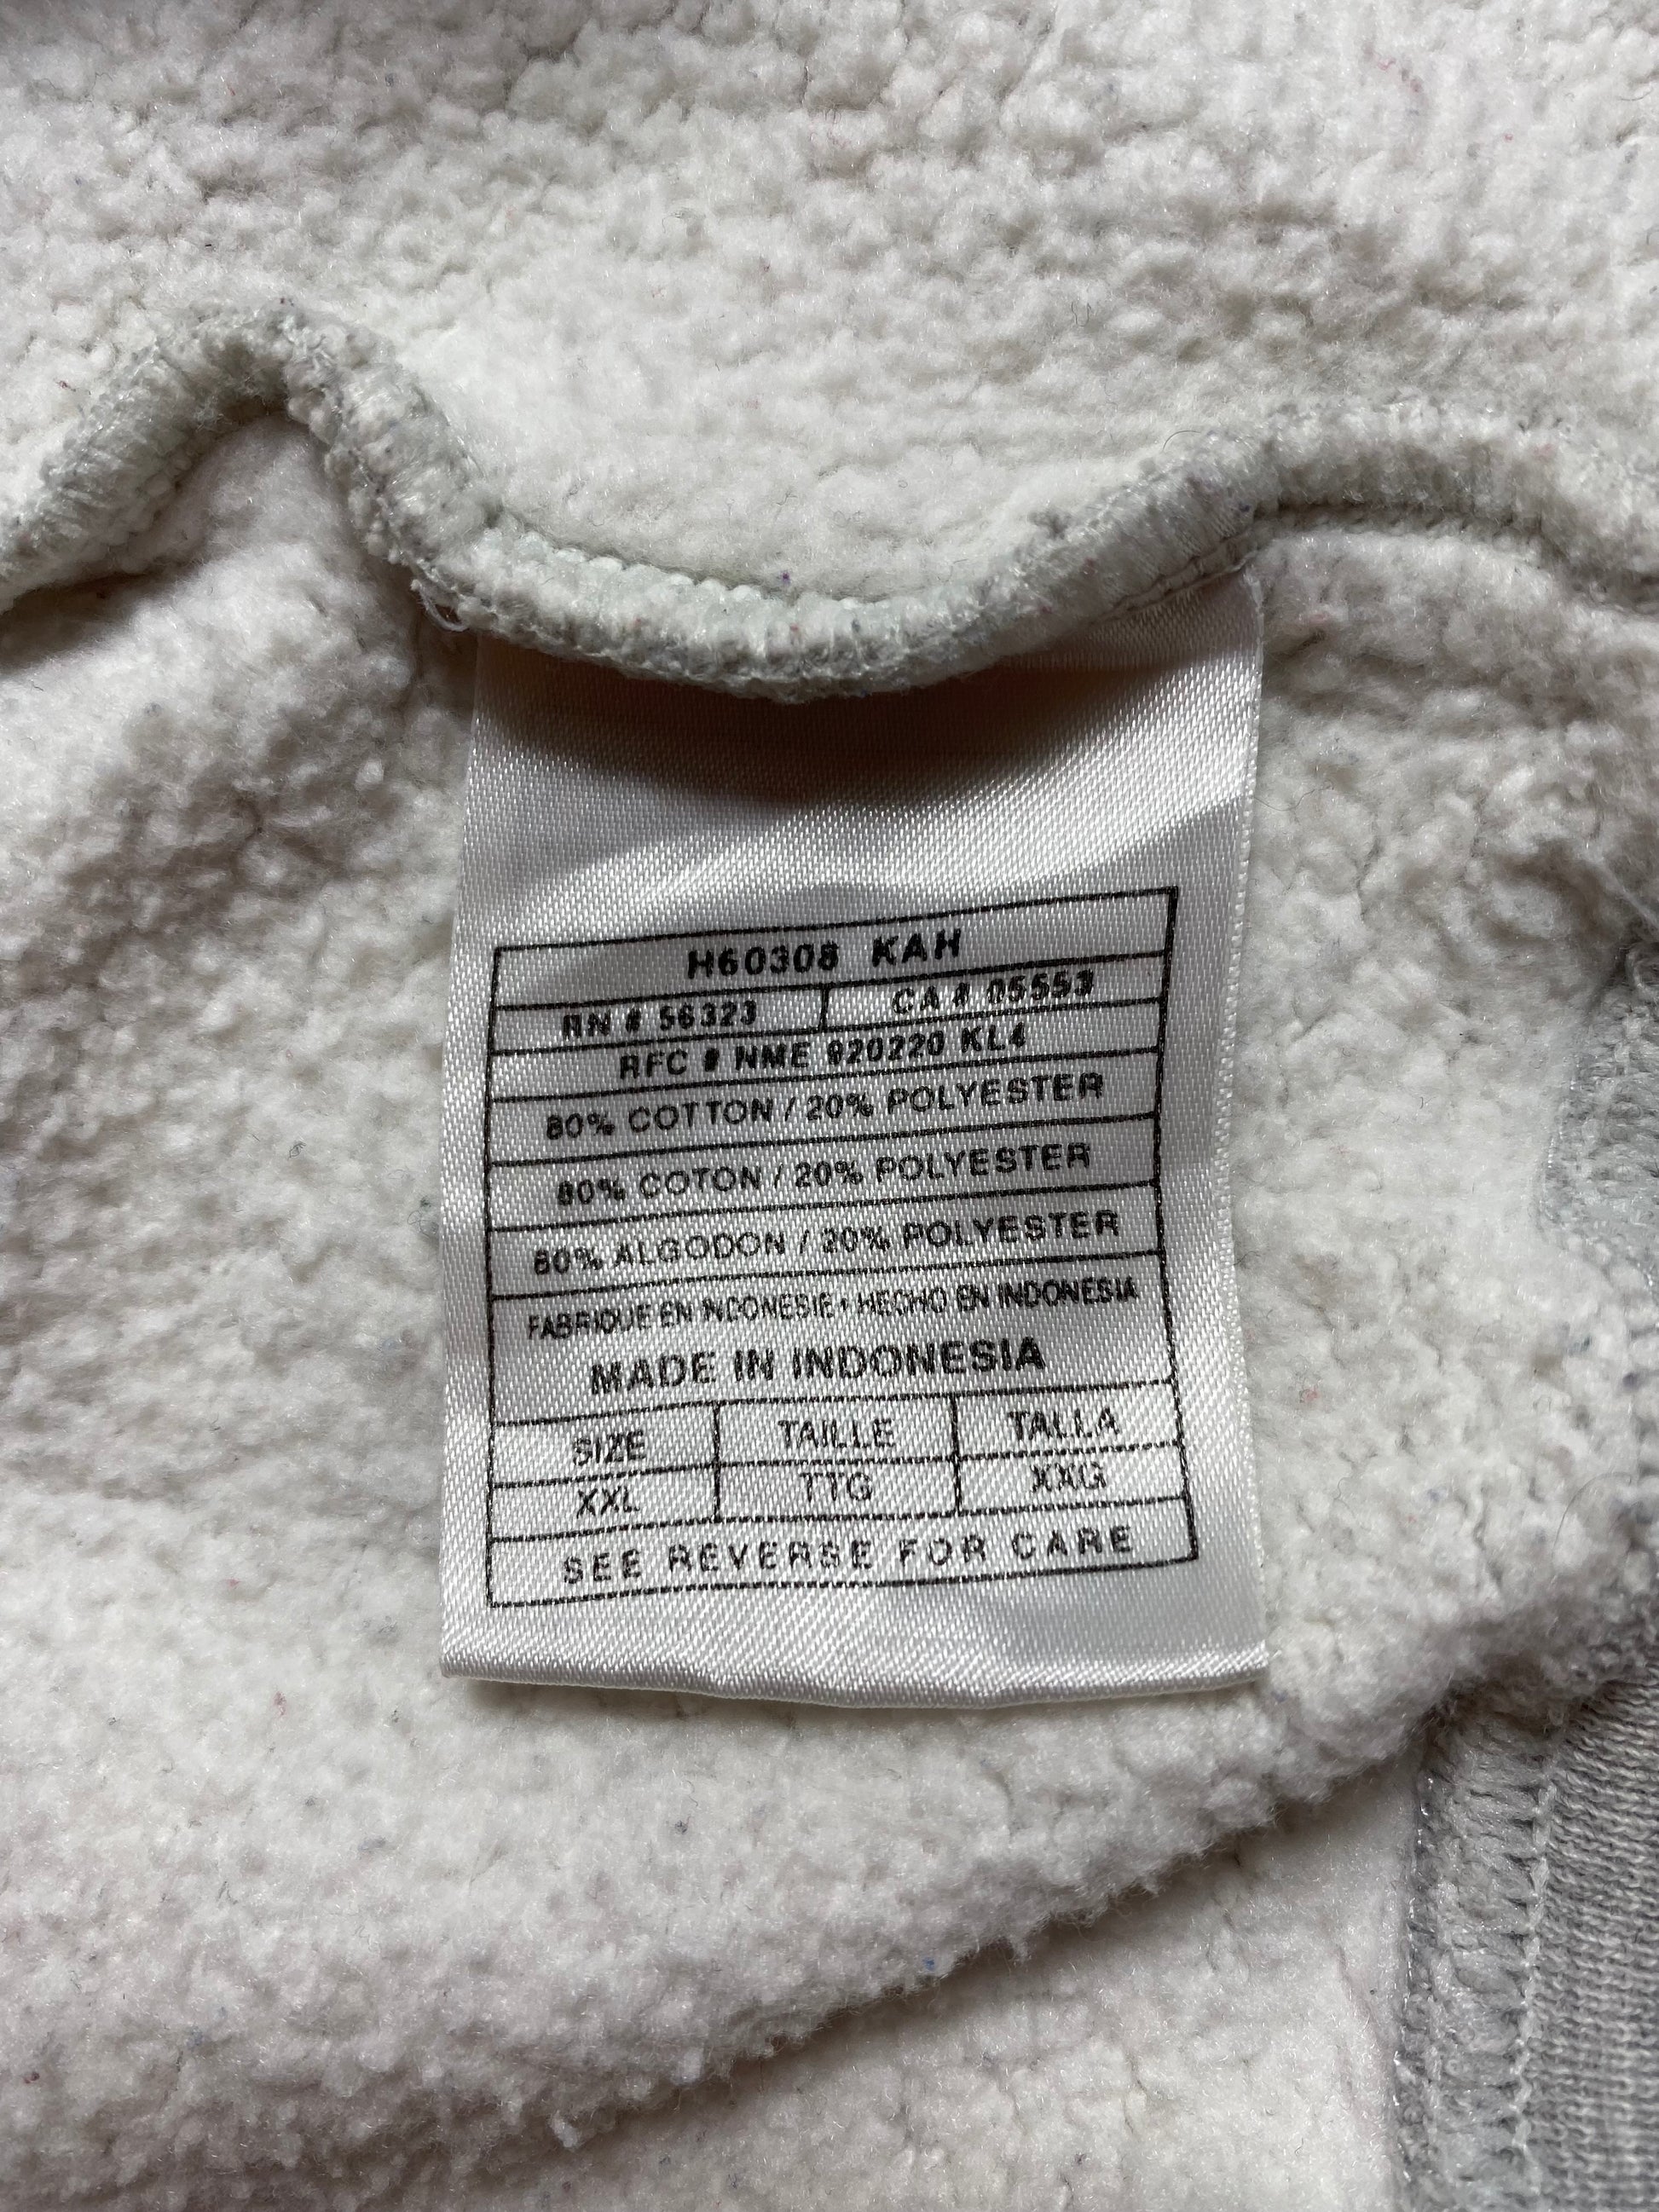 H60308 KAH
RN # 56323 CA # 05553
RFC # NME 920220 KL4
80% COTTON / 20% POLYESTER
80% COTON / 20% POLYESTER
80% ALGODON / 20% POLYESTER
FABRIQUE EN INDONESIE • HECHO EN INDONESIA
MADE IN INDONESIA
SIZE TAILLE TALLA
XXL TTG XXG
SEE REVERSE FOR CARE